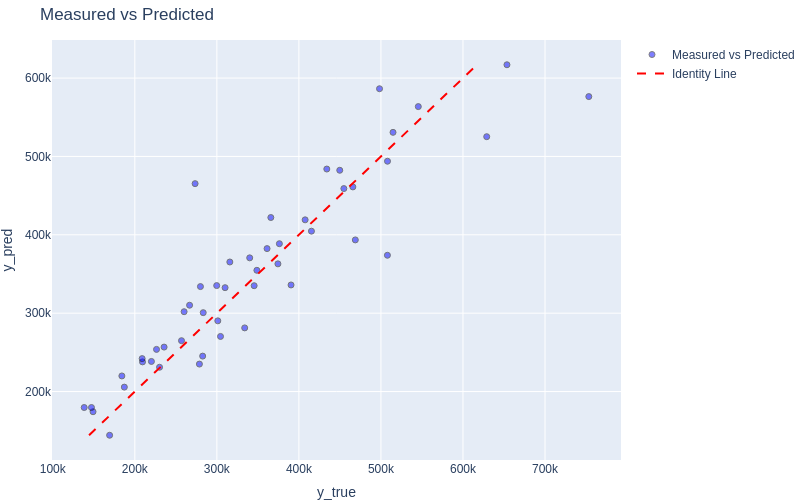 Measured vs Predicted
600k
500k
400k
300k
200k
100k
200k
300k
400k
500k
600k
700k
y_true
y_pred
Measured vs Predicted
Identity Line